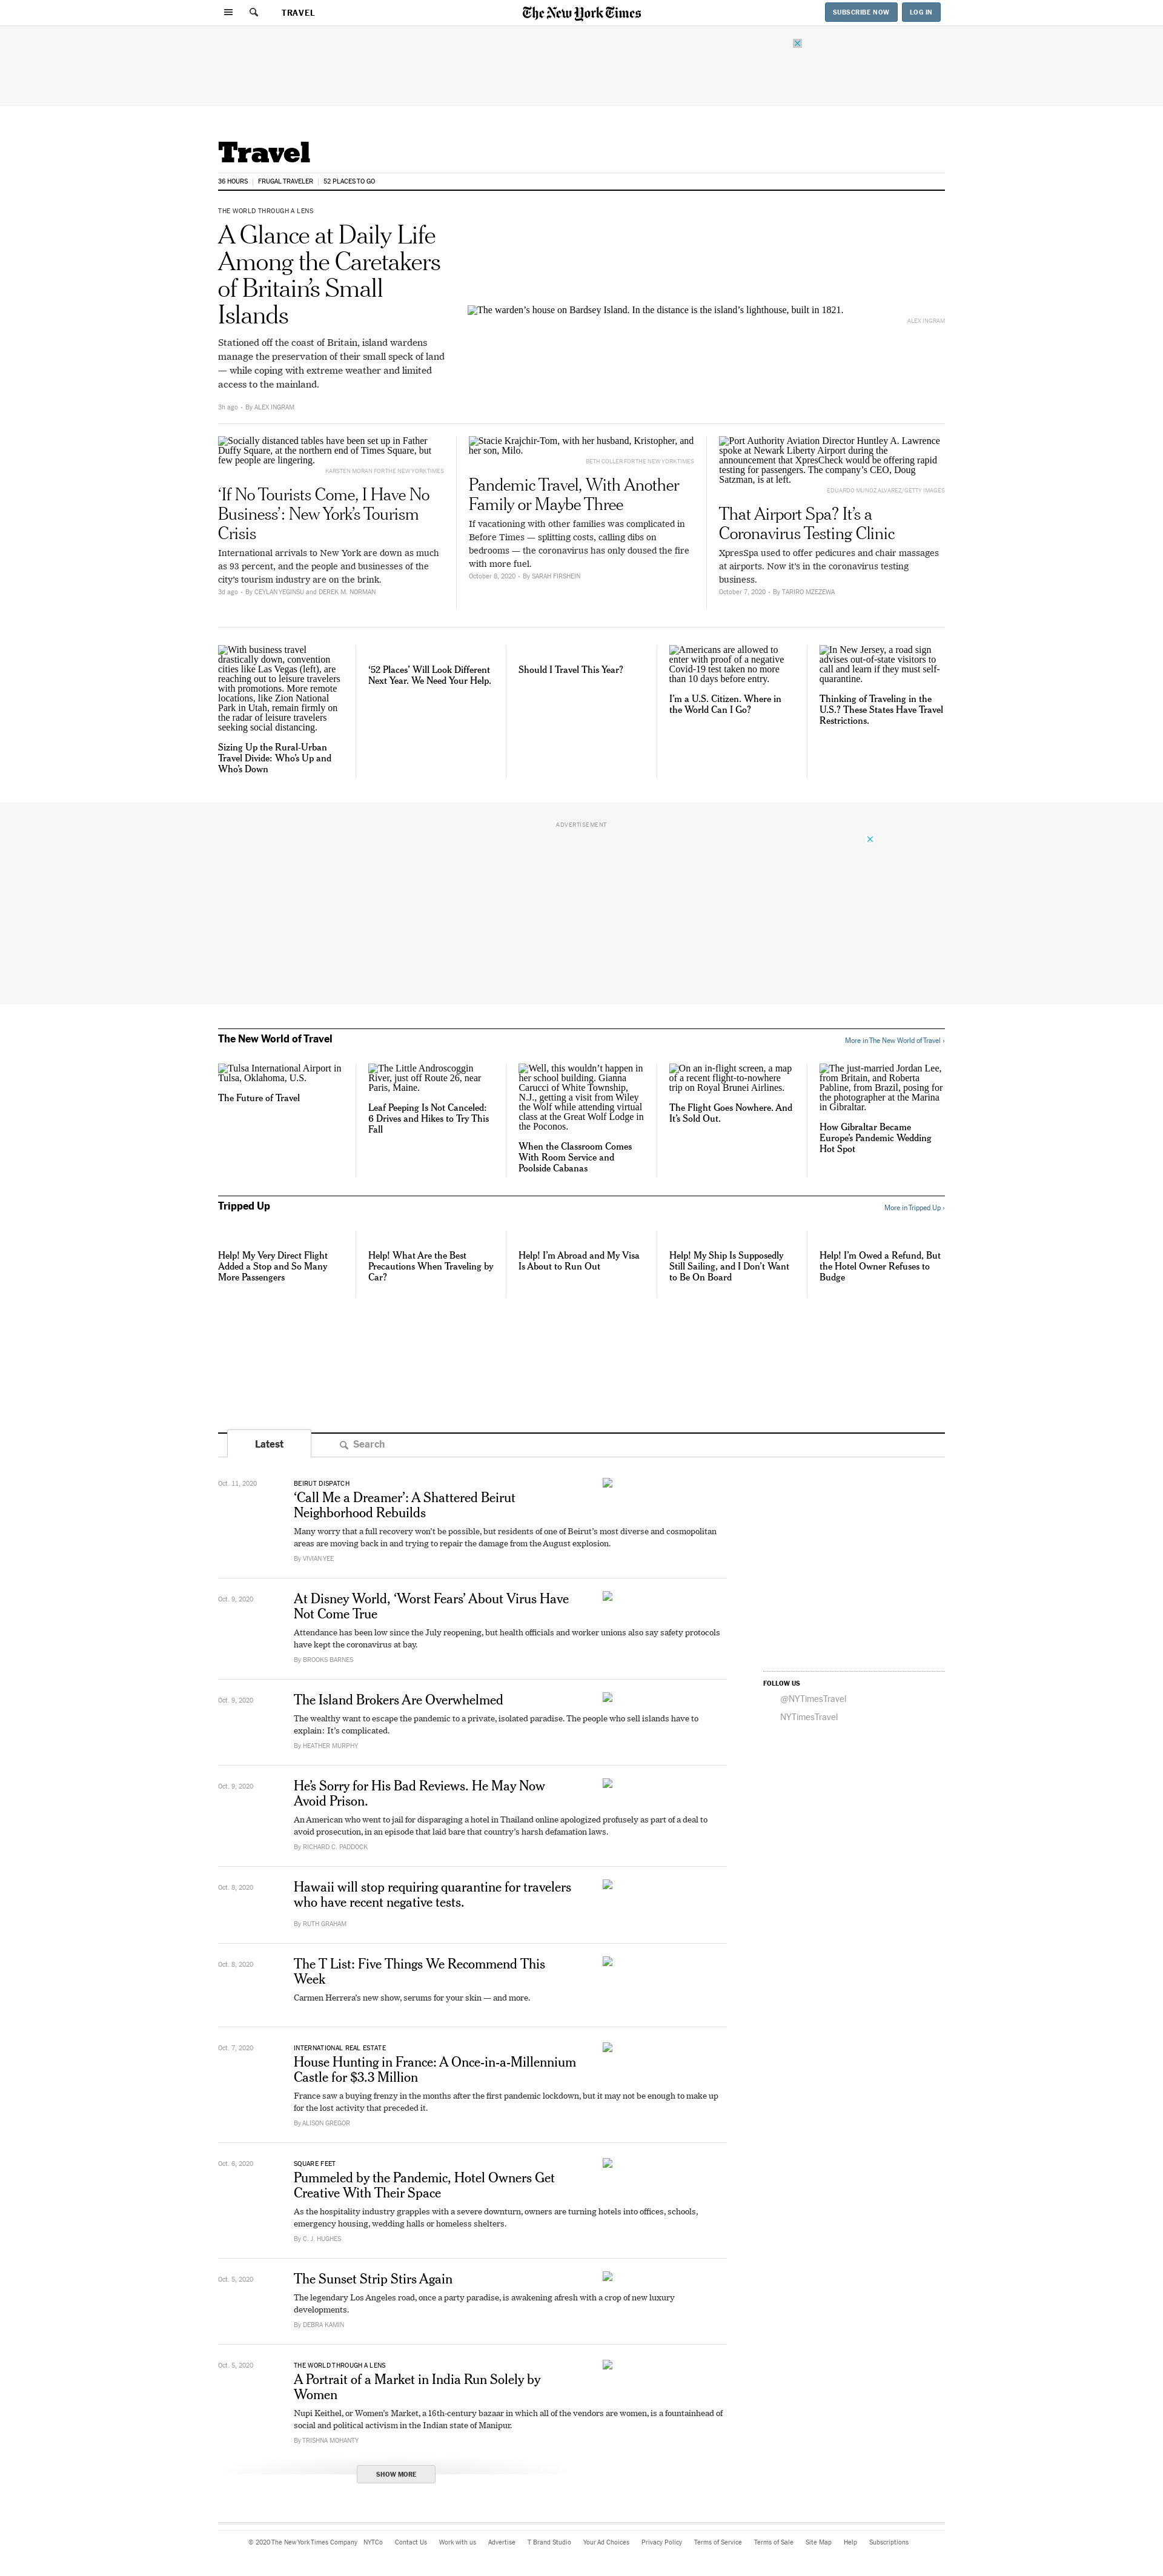 TRAVEL
The New York Times
SUBSCRIBE NOW
LOG IN
Travel
36 HOURS
FRUGAL TRAVELER
52 PLACES TO GO
THE WORLD THROUGH A LENS
A Glance at Daily Life
Among the Caretakers
of Britain’s Small
Islands
Stationed off the coast of Britain, island wardens
manage the preservation of their small speck of land
— while coping with extreme weather and limited
access to the mainland.
3h ago • By ALEX INGRAM
The warden’s house on Bardsey Island. In the distance is the island’s lighthouse, built in 1821.
ALEX INGRAM
Socially distanced tables have been set up in Father
Duffy Square, at the northern end of Times Square, but
few people are lingering.
KARSTEN MORAN FOR THE NEW YORK TIMES
‘If No Tourists Come, I Have No
Business’: New York’s Tourism
Crisis
International arrivals to New York are down as much
as 93 percent, and the people and businesses of the
city’s tourism industry are on the brink.
3d ago • By CEYLAN YEGINSU and DEREK M. NORMAN
Stacie Krajchir-Tom, with her husband, Kristopher, and
her son, Milo.
BETH COLLER FOR THE NEW YORK TIMES
Pandemic Travel, With Another
Family or Maybe Three
If vacationing with other families was complicated in
Before Times — splitting costs, calling dibs on
bedrooms — the coronavirus has only doused the fire
with more fuel.
October 8, 2020 • By SARAH FIRSHEIN
Port Authority Aviation Director Huntley A. Lawrence
spoke at Newark Liberty Airport during the
announcement that XpresCheck would be offering rapid
testing for passengers. The company’s CEO, Doug
Satzman, is at left.
EDUARDO MUNOZ ALVAREZ/GETTY IMAGES
That Airport Spa? It’s a
Coronavirus Testing Clinic
XpresSpa used to offer pedicures and chair massages
at airports. Now it’s in the coronavirus testing
business.
October 7, 2020 • By TARIRO MZEZEWA
With business travel
drastically down, convention
cities like Las Vegas (left), are
reaching out to leisure travelers
with promotions. More remote
locations, like Zion National
Park in Utah, remain firmly on
the radar of leisure travelers
seeking social distancing.
Sizing Up the Rural-Urban
Travel Divide: Who’s Up and
Who’s Down
‘52 Places’ Will Look Different
Next Year. We Need Your Help.
Should I Travel This Year?
Americans are allowed to
enter with proof of a negative
Covid-19 test taken no more
than 10 days before entry.
I’m a U.S. Citizen. Where in
the World Can I Go?
In New Jersey, a road sign
advises out-of-state visitors to
call and learn if they must self-
quarantine.
Thinking of Traveling in the
U.S.? These States Have Travel
Restrictions.
ADVERTISEMENT
The New World of Travel
More in The New World of Travel ›
Tulsa International Airport in
Tulsa, Oklahoma, U.S.
The Future of Travel
The Little Androscoggin
River, just off Route 26, near
Paris, Maine.
Leaf Peeping Is Not Canceled:
6 Drives and Hikes to Try This
Fall
Well, this wouldn’t happen in
her school building. Gianna
Carucci of White Township,
N.J., getting a visit from Wiley
the Wolf while attending virtual
class at the Great Wolf Lodge in
the Poconos.
When the Classroom Comes
With Room Service and
Poolside Cabanas
On an in-flight screen, a map
of a recent flight-to-nowhere
trip on Royal Brunei Airlines.
The Flight Goes Nowhere. And
It’s Sold Out.
The just-married Jordan Lee,
from Britain, and Roberta
Pabline, from Brazil, posing for
the photographer at the Marina
in Gibraltar.
How Gibraltar Became
Europe’s Pandemic Wedding
Hot Spot
Tripped Up
More in Tripped Up ›
Help! My Very Direct Flight
Added a Stop and So Many
More Passengers
Help! What Are the Best
Precautions When Traveling by
Car?
Help! I’m Abroad and My Visa
Is About to Run Out
Help! My Ship Is Supposedly
Still Sailing, and I Don’t Want
to Be On Board
Help! I’m Owed a Refund, But
the Hotel Owner Refuses to
Budge
Latest
Search
Oct. 11, 2020
BEIRUT DISPATCH
‘Call Me a Dreamer’: A Shattered Beirut
Neighborhood Rebuilds
Many worry that a full recovery won’t be possible, but residents of one of Beirut’s most diverse and cosmopolitan
areas are moving back in and trying to repair the damage from the August explosion.
By VIVIAN YEE
Oct. 9, 2020
At Disney World, ‘Worst Fears’ About Virus Have
Not Come True
Attendance has been low since the July reopening, but health officials and worker unions also say safety protocols
have kept the coronavirus at bay.
By BROOKS BARNES
Oct. 9, 2020
The Island Brokers Are Overwhelmed
The wealthy want to escape the pandemic to a private, isolated paradise. The people who sell islands have to
explain: It’s complicated.
By HEATHER MURPHY
FOLLOW US
@NYTimesTravel
NYTimesTravel
Oct. 9, 2020
He’s Sorry for His Bad Reviews. He May Now
Avoid Prison.
An American who went to jail for disparaging a hotel in Thailand online apologized profusely as part of a deal to
avoid prosecution, in an episode that laid bare that country’s harsh defamation laws.
By RICHARD C. PADDOCK
Oct. 8, 2020
Hawaii will stop requiring quarantine for travelers
who have recent negative tests.
By RUTH GRAHAM
Oct. 8, 2020
The T List: Five Things We Recommend This
Week
Carmen Herrera’s new show, serums for your skin — and more.
Oct. 7, 2020
INTERNATIONAL REAL ESTATE
House Hunting in France: A Once-in-a-Millennium
Castle for $3.3 Million
France saw a buying frenzy in the months after the first pandemic lockdown, but it may not be enough to make up
for the lost activity that preceded it.
By ALISON GREGOR
Oct. 6, 2020
SQUARE FEET
Pummeled by the Pandemic, Hotel Owners Get
Creative With Their Space
As the hospitality industry grapples with a severe downturn, owners are turning hotels into offices, schools,
emergency housing, wedding halls or homeless shelters.
By C. J. HUGHES
Oct. 5, 2020
The Sunset Strip Stirs Again
The legendary Los Angeles road, once a party paradise, is awakening afresh with a crop of new luxury
developments.
By DEBRA KAMIN
Oct. 5, 2020
THE WORLD THROUGH A LENS
A Portrait of a Market in India Run Solely by
Women
Nupi Keithel, or Women’s Market, a 16th-century bazaar in which all of the vendors are women, is a fountainhead of
social and political activism in the Indian state of Manipur.
By TRISHNA MOHANTY
SHOW MORE
© 2020 The New York Times Company NYTCo Contact Us Work with us Advertise T Brand Studio Your Ad Choices Privacy Policy Terms of Service Terms of Sale Site Map Help Subscriptions